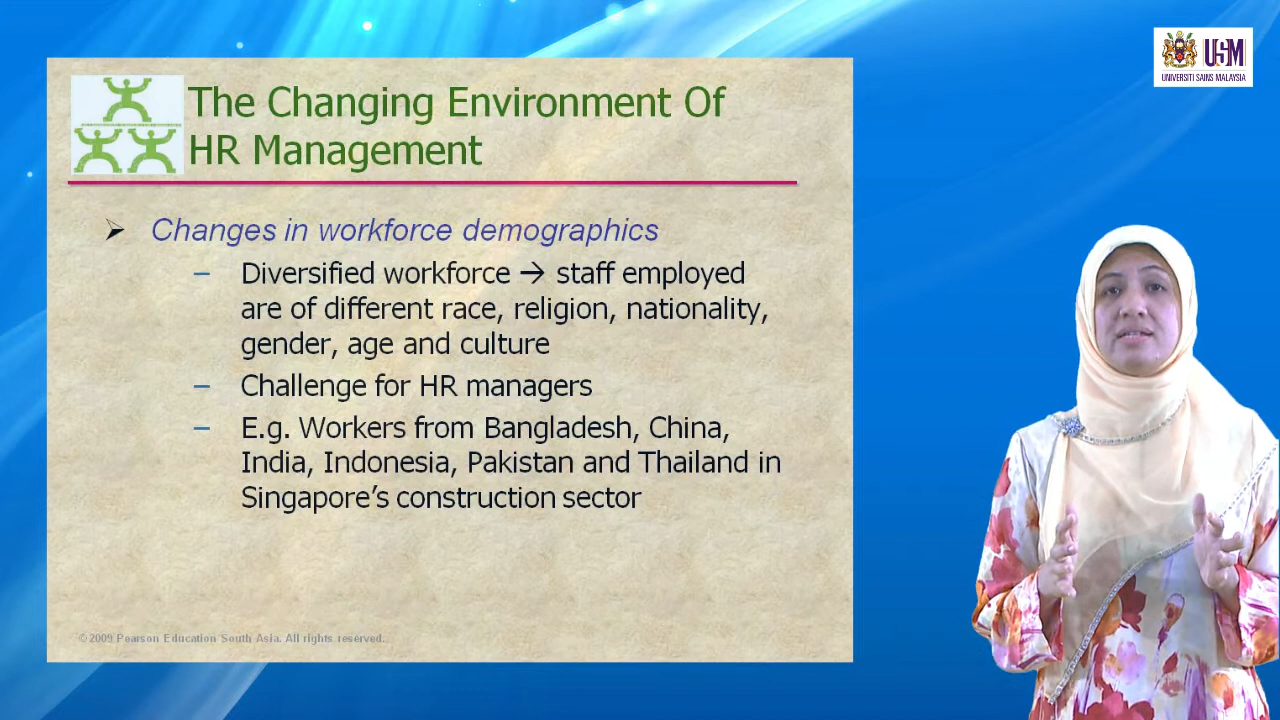 USM
UNIVERSITI SAINS MALAYSIA
The Changing Environment Of
HR Management
➢ Changes in workforce demographics
– Diversified workforce → staff employed
are of different race, religion, nationality,
gender, age and culture
– Challenge for HR managers
– E.g. Workers from Bangladesh, China,
India, Indonesia, Pakistan and Thailand in
Singapore’s construction sector
©2009 Pearson Education South Asia. All rights reserved.